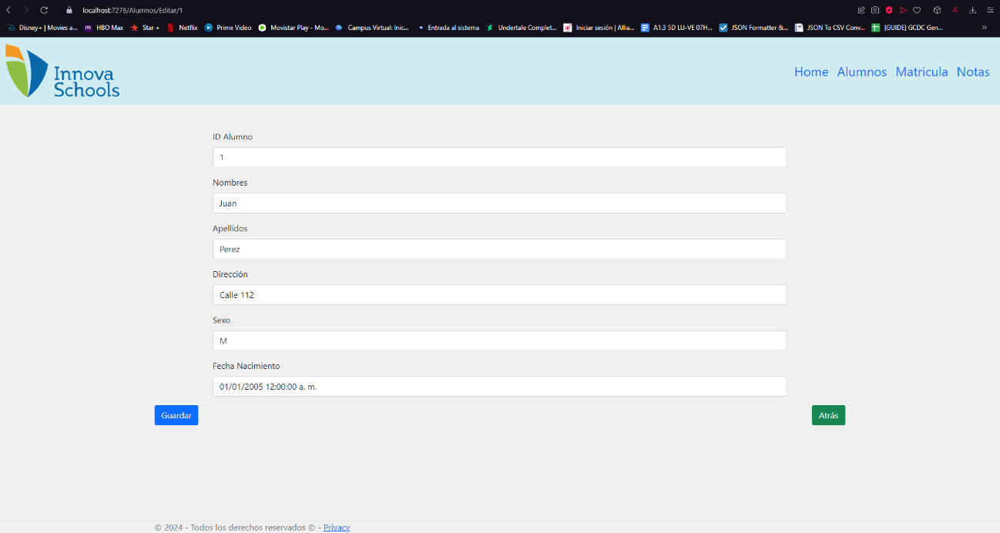 localhost:7278/Alumnos/Editar/1
Disney+ | Movies a... HBO Max Star + Netflix Prime Video Movistar Play - Mo... Campus Virtual: Inic... Entrada al sistema Undertale Complet... Iniciar sesión | Allia... A1.3 5D LU-VE 07H... JSON Formatter &... JSON To CSV Conv... [GUIDE] GCDC Gen...
Innova
Schools
Home Alumnos Matricula Notas
ID Alumno
1
Nombres
Juan
Apellidos
Perez
Dirección
Calle 112
Sexo
M
Fecha Nacimiento
01/01/2005 12:00:00 a. m.
Guardar Atrás
© 2024 - Todos los derechos reservados © - Privacy